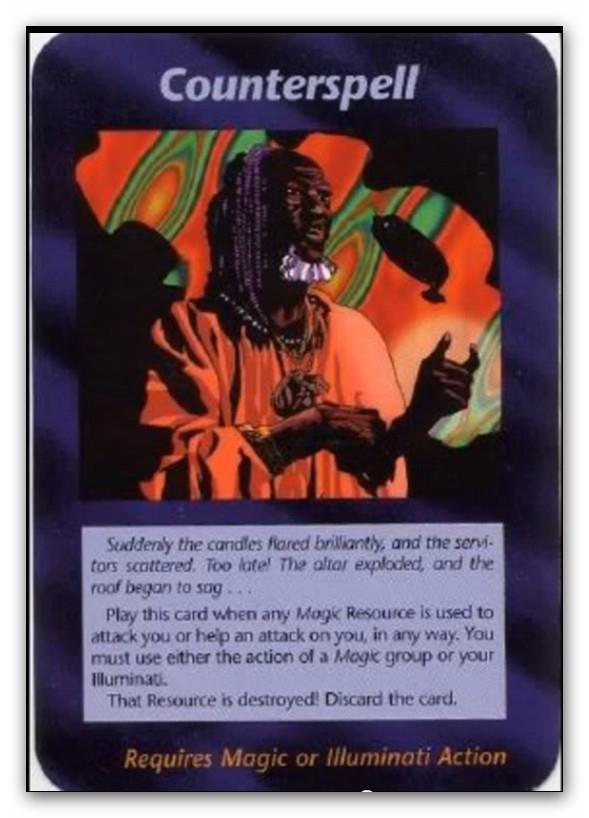 Counterspell
Suddenly the candles flared brilliantly, and the servi-
tors scattered. Too late! The altar exploded, and the
roof began to sag . . .
Play this card when any Magic Resource is used to
attack you or help an attack on you, in any way. You
must use either the action of a Magic group or your
Illuminati.
That Resource is destroyed! Discard the card.
Requires Magic or Illuminati Action